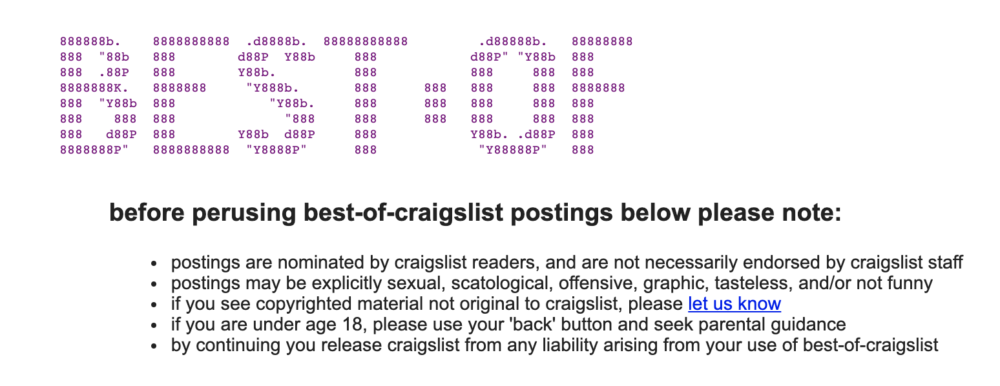 888888b.    8888888888  .d8888b.  88888888888         .d88888b.   88888888
888  "88b   888        d88P  Y88b     888            d88P" "Y88b  888
888  .88P   888        Y88b.          888            888     888  888
8888888K.   8888888     "Y888b.       888      888   888     888  8888888
888  "Y88b  888            "Y88b.     888      888   888     888  888
888    888  888              "888     888      888   888     888  888
888   d88P  888        Y88b  d88P     888            Y88b. .d88P  888
8888888P"   8888888888  "Y8888P"      888             "Y88888P"   888
before perusing best-of-craigslist postings below please note:
• postings are nominated by craigslist readers, and are not necessarily endorsed by craigslist staff
• postings may be explicitly sexual, scatological, offensive, graphic, tasteless, and/or not funny
• if you see copyrighted material not original to craigslist, please let us know
• if you are under age 18, please use your 'back' button and seek parental guidance
• by continuing you release craigslist from any liability arising from your use of best-of-craigslist